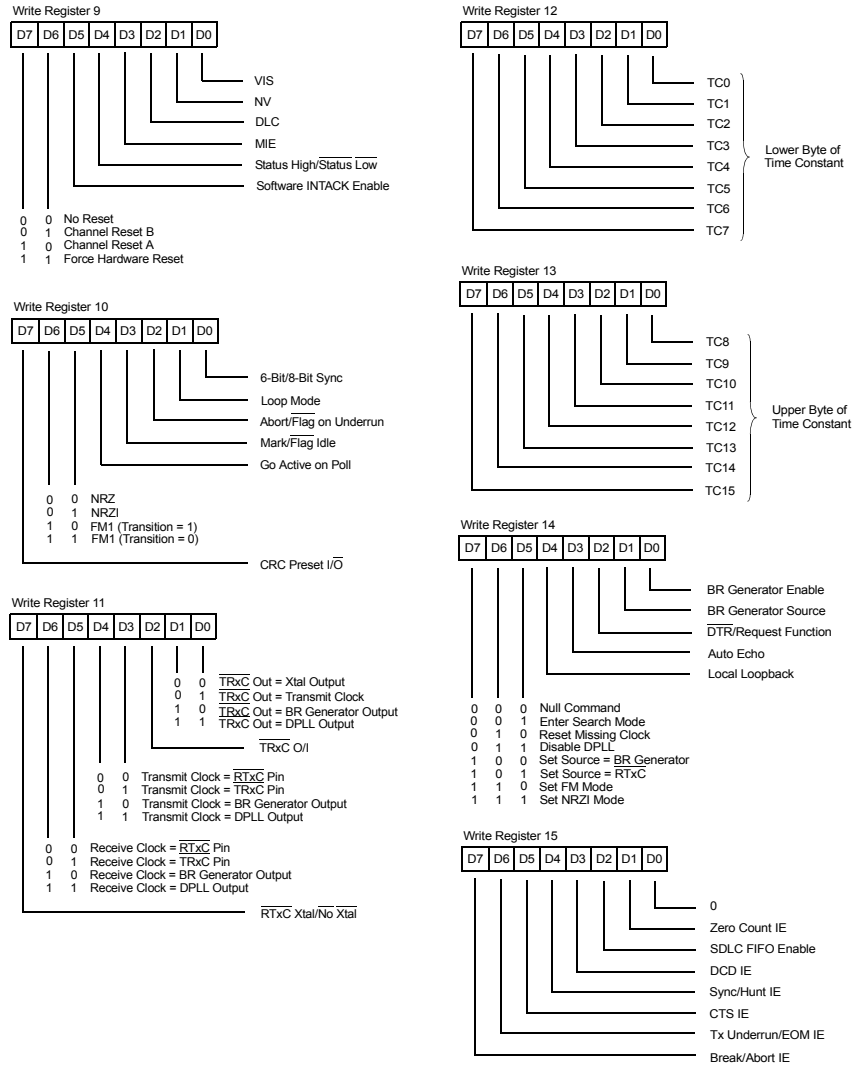 Write Register 9
D7 D6 D5 D4 D3 D2 D1 D0
VIS
NV
DLC
MIE
Status High/Status Low
Software INTACK Enable
0 0 No Reset
0 1 Channel Reset B
1 0 Channel Reset A
1 1 Force Hardware Reset
Write Register 10
D7 D6 D5 D4 D3 D2 D1 D0
6-Bit/8-Bit Sync
Loop Mode
Abort/Flag on Underrun
Mark/Flag Idle
Go Active on Poll
0 0 NRZ
0 1 NRZI
1 0 FM1 (Transition = 1)
1 1 FM1 (Transition = 0)
CRC Preset I/O
Write Register 11
D7 D6 D5 D4 D3 D2 D1 D0
0 0 TRxC Out = Xtal Output
0 1 TRxC Out = Transmit Clock
1 0 TRxC Out = BR Generator Output
1 1 TRxC Out = DPLL Output
TRxC O/I
0 0 Transmit Clock = RTxC Pin
0 1 Transmit Clock = TRxC Pin
1 0 Transmit Clock = BR Generator Output
1 1 Transmit Clock = DPLL Output
0 0 Receive Clock = RTxC Pin
0 1 Receive Clock = TRxC Pin
1 0 Receive Clock = BR Generator Output
1 1 Receive Clock = DPLL Output
RTxC Xtal/No Xtal
Write Register 12
D7 D6 D5 D4 D3 D2 D1 D0
TC0
TC1
TC2
TC3
TC4
TC5
TC6
TC7
Lower Byte of
Time Constant
Write Register 13
D7 D6 D5 D4 D3 D2 D1 D0
TC8
TC9
TC10
TC11
TC12
TC13
TC14
TC15
Upper Byte of
Time Constant
Write Register 14
D7 D6 D5 D4 D3 D2 D1 D0
BR Generator Enable
BR Generator Source
DTR/Request Function
Auto Echo
Local Loopback
0 0 0 Null Command
0 0 1 Enter Search Mode
0 1 0 Reset Missing Clock
0 1 1 Disable DPLL
1 0 0 Set Source = BR Generator
1 0 1 Set Source = RTxC
1 1 0 Set FM Mode
1 1 1 Set NRZI Mode
Write Register 15
D7 D6 D5 D4 D3 D2 D1 D0
0
Zero Count IE
SDLC FIFO Enable
DCD IE
Sync/Hunt IE
CTS IE
Tx Underrun/EOM IE
Break/Abort IE